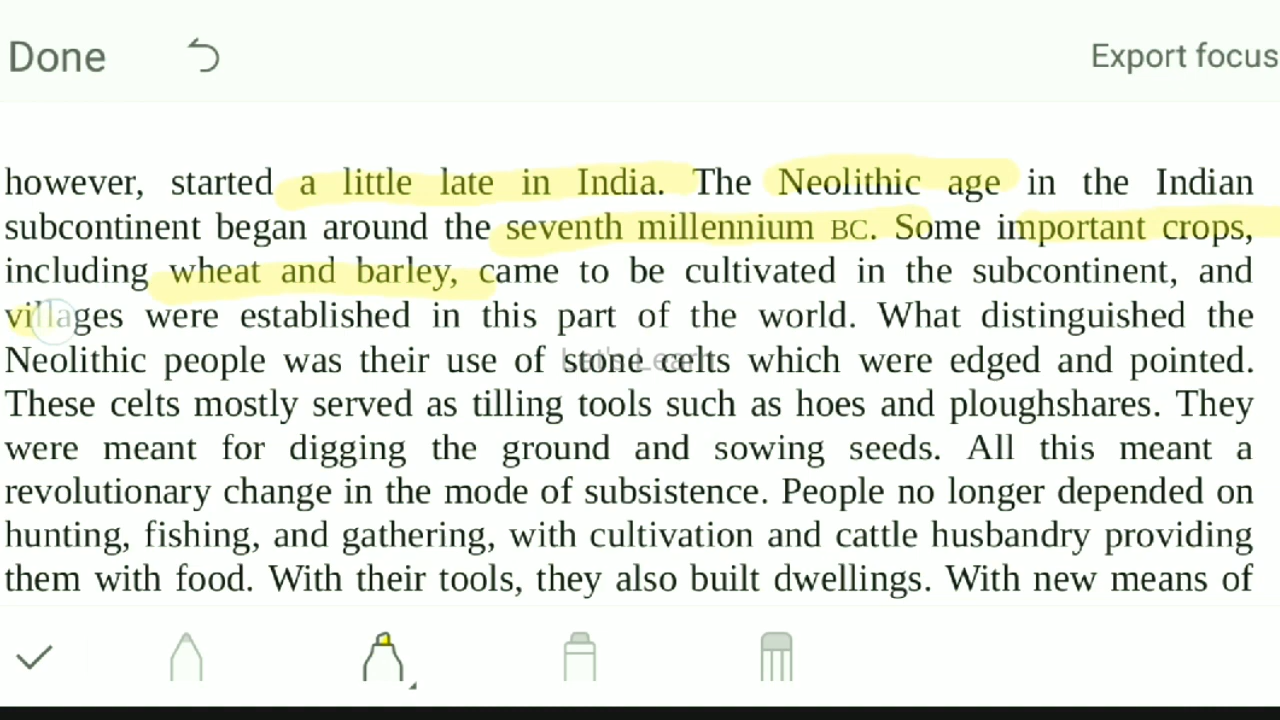 Done
Export focus
however, started a little late in India. The Neolithic age in the Indian
subcontinent began around the seventh millennium BC. Some important crops,
including wheat and barley, came to be cultivated in the subcontinent, and
villages were established in this part of the world. What distinguished the
Neolithic people was their use of stone celts which were edged and pointed.
Let's Learn
These celts mostly served as tilling tools such as hoes and ploughshares. They
were meant for digging the ground and sowing seeds. All this meant a
revolutionary change in the mode of subsistence. People no longer depended on
hunting, fishing, and gathering, with cultivation and cattle husbandry providing
them with food. With their tools, they also built dwellings. With new means of